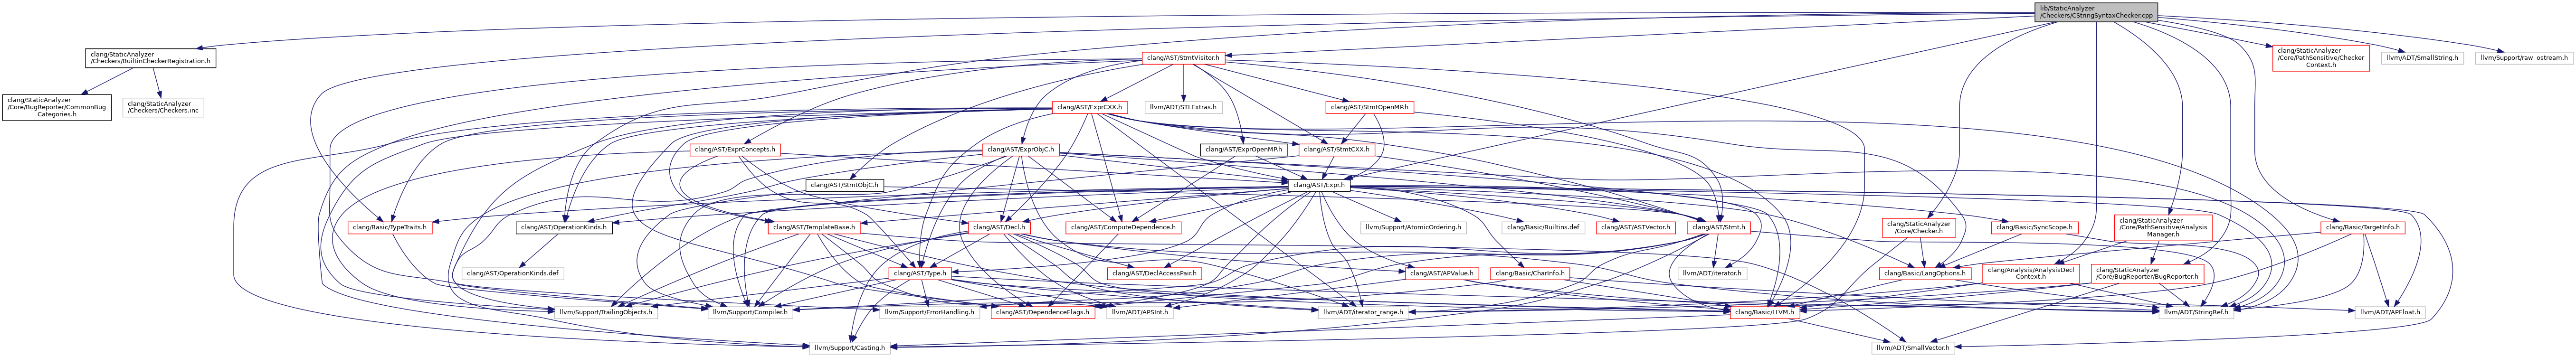 lib/StaticAnalyzer
/Checkers/CStringSyntaxChecker.cpp
clang/StaticAnalyzer
/Checkers/BuiltinCheckerRegistration.h
clang/AST/StmtVisitor.h
clang/StaticAnalyzer
/Core/PathSensitive/Checker
Context.h
llvm/ADT/SmallString.h
llvm/Support/raw_ostream.h
clang/StaticAnalyzer
/Core/BugReporter/CommonBug
Categories.h
clang/StaticAnalyzer
/Checkers/Checkers.inc
clang/AST/ExprCXX.h
llvm/ADT/STLExtras.h
clang/AST/StmtOpenMP.h
clang/AST/ExprConcepts.h
clang/AST/ExprObjC.h
clang/AST/ExprOpenMP.h
clang/AST/StmtCXX.h
clang/AST/StmtObjC.h
clang/AST/Expr.h
clang/Basic/TypeTraits.h
clang/AST/OperationKinds.h
clang/AST/TemplateBase.h
clang/AST/Decl.h
clang/AST/ComputeDependence.h
llvm/Support/AtomicOrdering.h
clang/Basic/Builtins.def
clang/AST/ASTVector.h
clang/AST/Stmt.h
clang/StaticAnalyzer
/Core/Checker.h
clang/Basic/SyncScope.h
clang/StaticAnalyzer
/Core/PathSensitive/Analysis
Manager.h
clang/Basic/TargetInfo.h
clang/AST/OperationKinds.def
clang/AST/Type.h
clang/AST/DeclAccessPair.h
clang/AST/APValue.h
clang/Basic/CharInfo.h
llvm/ADT/iterator.h
clang/Basic/LangOptions.h
clang/Analysis/AnalysisDecl
Context.h
clang/StaticAnalyzer
/Core/BugReporter/BugReporter.h
llvm/Support/TrailingObjects.h
llvm/Support/Compiler.h
llvm/Support/ErrorHandling.h
clang/AST/DependenceFlags.h
llvm/ADT/APSInt.h
llvm/ADT/iterator_range.h
clang/Basic/LLVM.h
llvm/ADT/StringRef.h
llvm/ADT/APFloat.h
llvm/Support/Casting.h
llvm/ADT/SmallVector.h